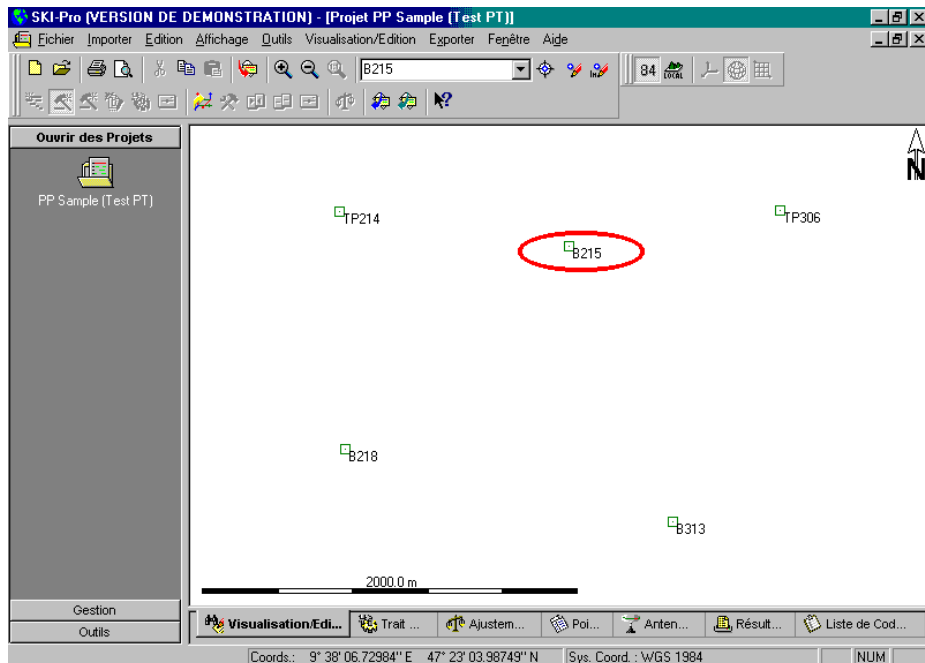 SKI-Pro (VERSION DE DEMONSTRATION) - [Projet PP Sample (Test PT)]
Fichier Importer Edition Affichage Outils Visualisation/Edition Exporter Fenêtre Aide
B215 84 LOCAL
Ouvrir des Projets
PP Sample (Test PT)
N
TP214
TP306
B215
B218
B313
2000.0 m
Gestion
Outils
Visualisation/Edi... Trait ... Ajustem... Poi... Anten... Résult... Liste de Cod...
Coords.: 9° 38' 06.72984'' E 47° 23' 03.98749'' N Sys. Coord. : WGS 1984 NUM